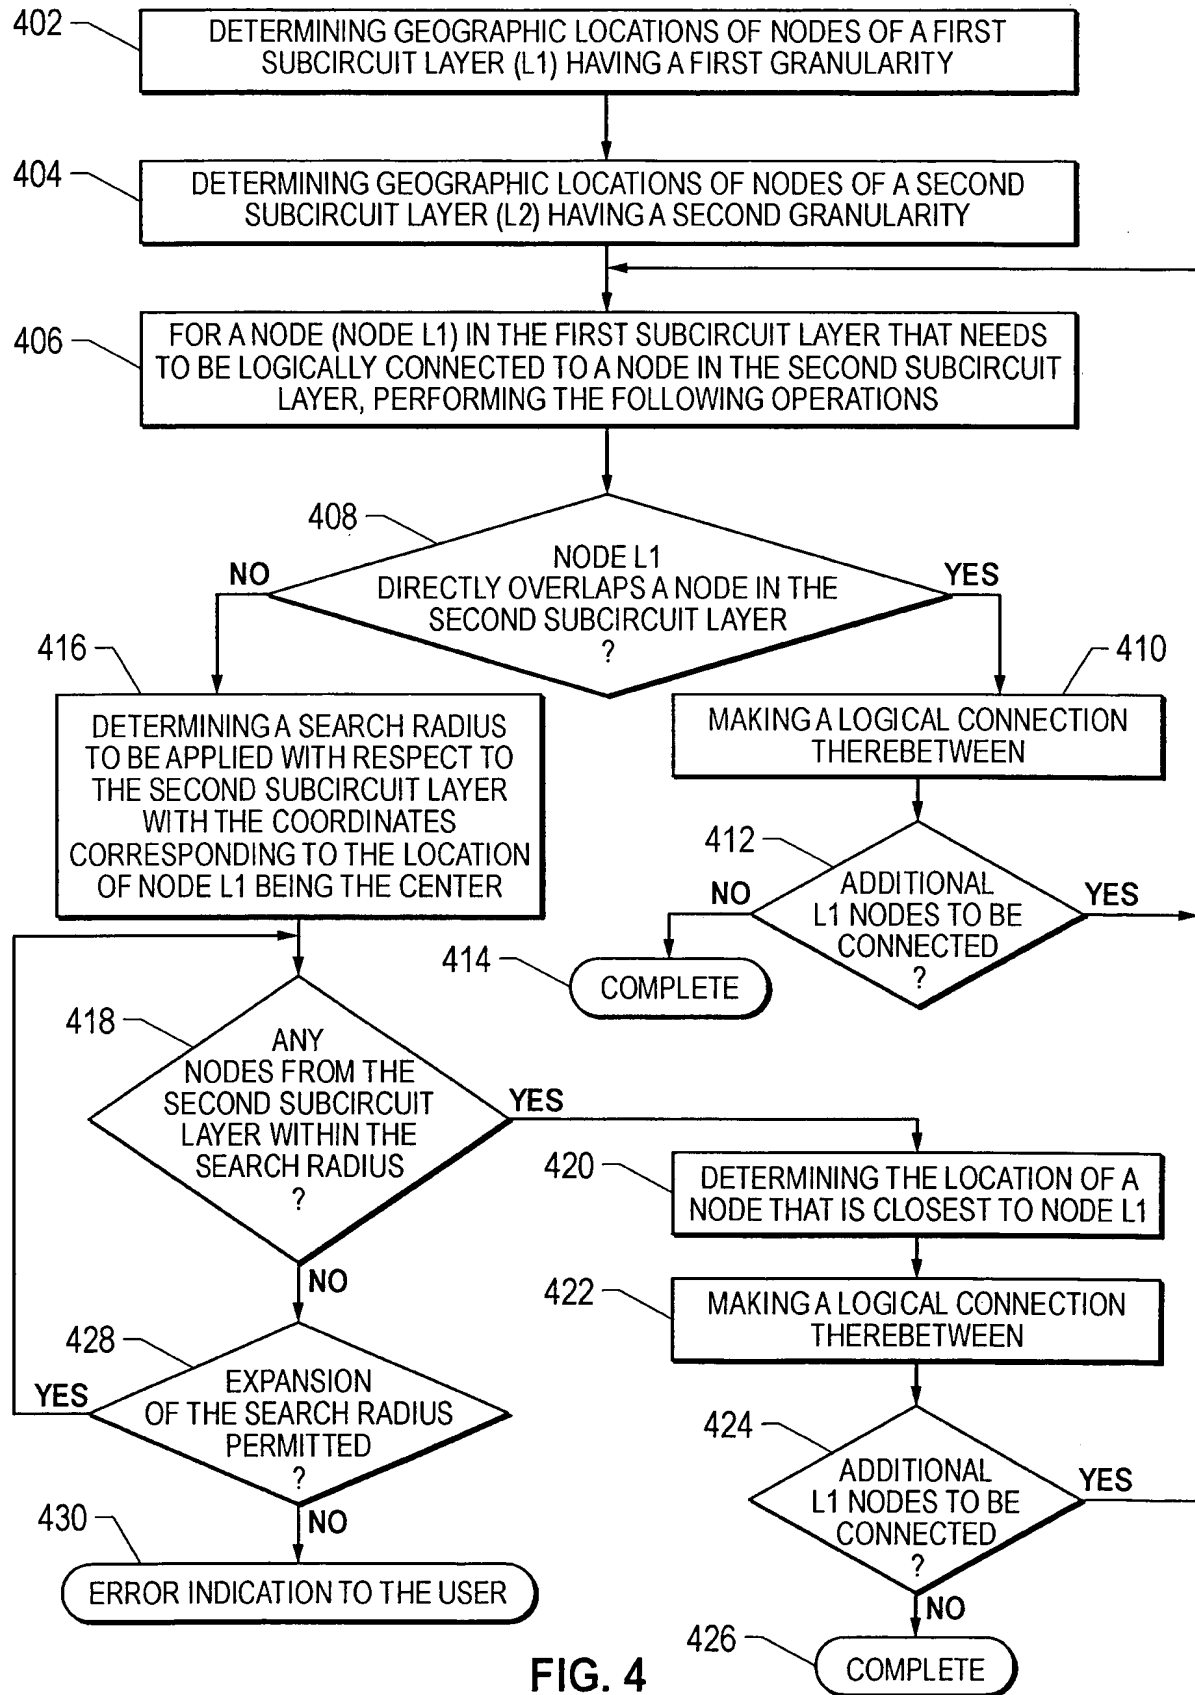 402
DETERMINING GEOGRAPHIC LOCATIONS OF NODES OF A FIRST
SUBCIRCUIT LAYER (L1) HAVING A FIRST GRANULARITY
404
DETERMINING GEOGRAPHIC LOCATIONS OF NODES OF A SECOND
SUBCIRCUIT LAYER (L2) HAVING A SECOND GRANULARITY
406
FOR A NODE (NODE L1) IN THE FIRST SUBCIRCUIT LAYER THAT NEEDS
TO BE LOGICALLY CONNECTED TO A NODE IN THE SECOND SUBCIRCUIT
LAYER, PERFORMING THE FOLLOWING OPERATIONS
408
NODE L1
DIRECTLY OVERLAPS A NODE IN THE
SECOND SUBCIRCUIT LAYER
?
NO
YES
416
DETERMINING A SEARCH RADIUS
TO BE APPLIED WITH RESPECT TO
THE SECOND SUBCIRCUIT LAYER
WITH THE COORDINATES
CORRESPONDING TO THE LOCATION
OF NODE L1 BEING THE CENTER
410
MAKING A LOGICAL CONNECTION
THEREBETWEEN
412
ADDITIONAL
L1 NODES TO BE
CONNECTED
?
NO
YES
414
COMPLETE
418
ANY
NODES FROM THE
SECOND SUBCIRCUIT
LAYER WITHIN THE
SEARCH RADIUS
?
YES
NO
420
DETERMINING THE LOCATION OF A
NODE THAT IS CLOSEST TO NODE L1
422
MAKING A LOGICAL CONNECTION
THEREBETWEEN
428
EXPANSION
OF THE SEARCH RADIUS
PERMITTED
?
YES
NO
424
ADDITIONAL
L1 NODES TO BE
CONNECTED
?
YES
NO
430
ERROR INDICATION TO THE USER
426
COMPLETE
FIG. 4